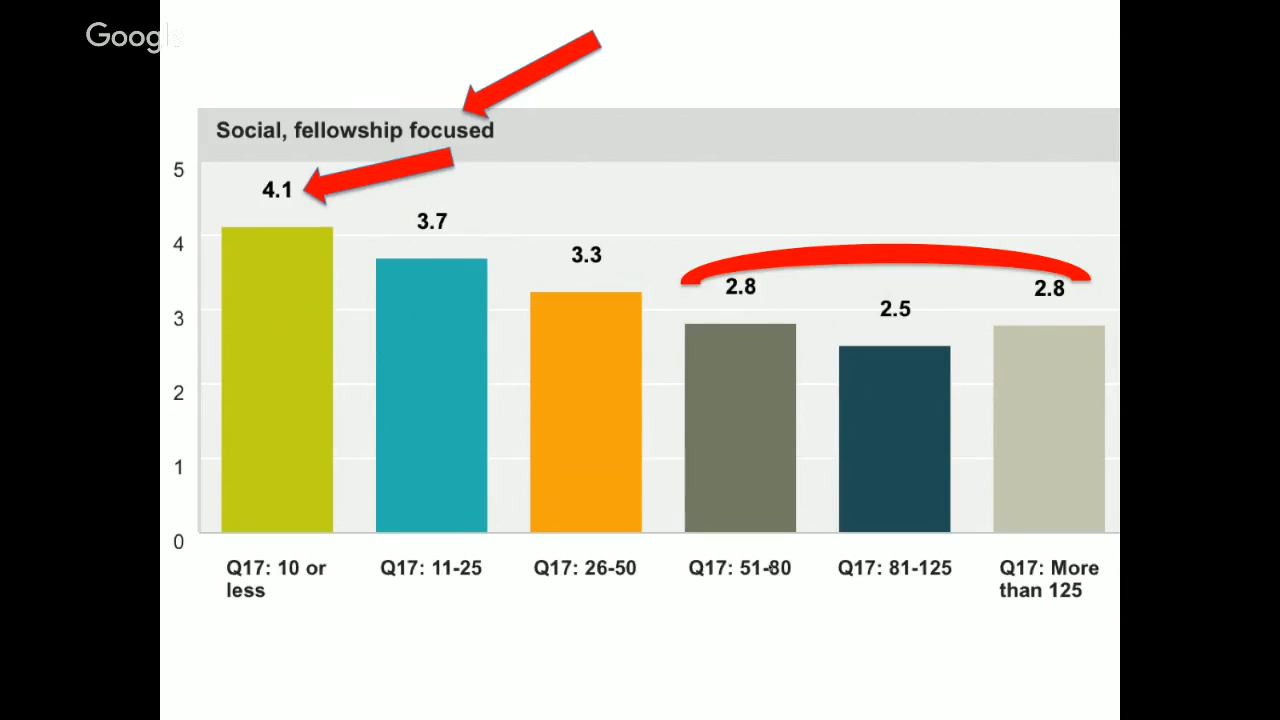 Google
Social, fellowship focused
5
4
3
2
1
0
4.1
3.7
3.3
2.8
2.5
2.8
Q17: 10 or
less
Q17: 11-25
Q17: 26-50
Q17: 51-80
Q17: 81-125
Q17: More
than 125